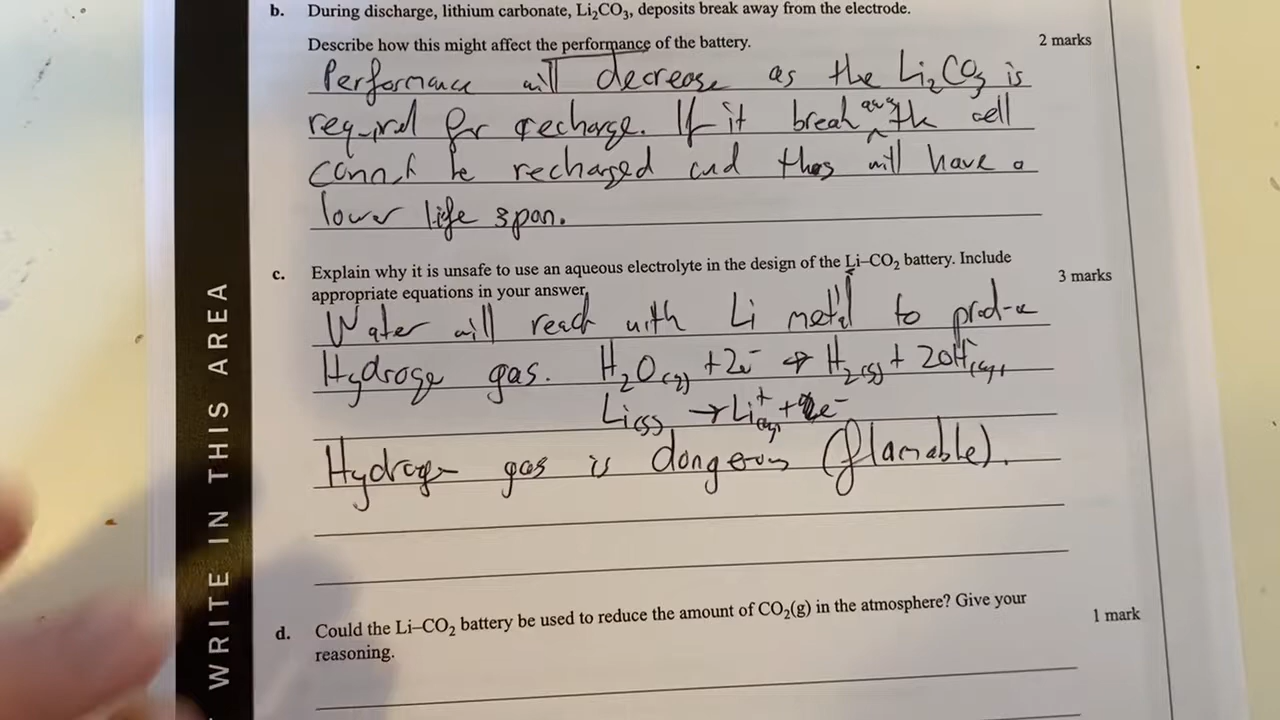 b. During discharge, lithium carbonate, Li₂CO₃, deposits break away from the electrode.
Describe how this might affect the performance of the battery. 2 marks
Performance will decrease as the Li₂CO₃ is
required for recharge. If it break away the cell
cannot be recharged and thos will have a
lower life span.
c. Explain why it is unsafe to use an aqueous electrolyte in the design of the Li–CO₂ battery. Include
appropriate equations in your answer. 3 marks
Water will react with Li metal to produce
Hydroge gas. H₂O(l) + 2e⁻ → H₂(g) + 2OH⁻(aq)
Li(s) → Li⁺(aq) + e⁻
Hydrogen gas is dangerous (flamable).
d. Could the Li–CO₂ battery be used to reduce the amount of CO₂(g) in the atmosphere? Give your
reasoning. 1 mark
WRITE IN THIS AREA